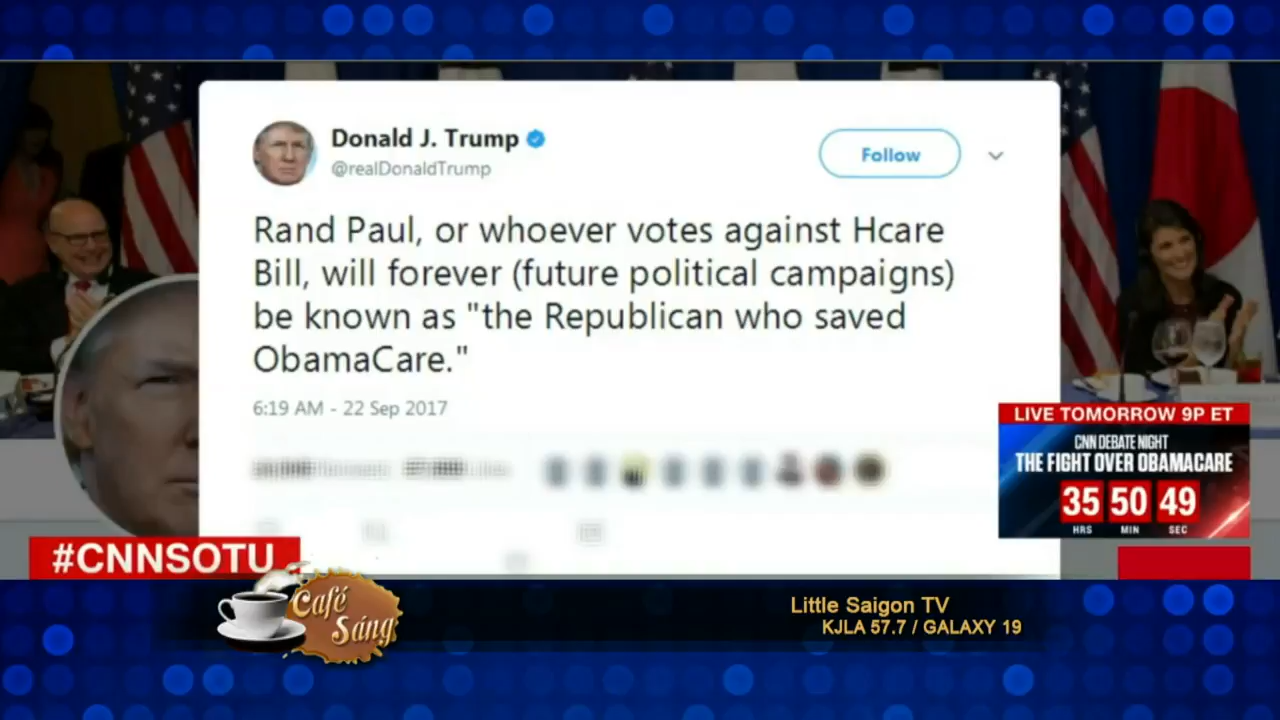 Donald J. Trump
@realDonaldTrump
Follow
Rand Paul, or whoever votes against Hcare
Bill, will forever (future political campaigns)
be known as "the Republican who saved
ObamaCare."
6:19 AM - 22 Sep 2017
LIVE TOMORROW 9P ET
CNN DEBATE NIGHT
THE FIGHT OVER OBAMACARE
35 50 49
HRS MIN SEC
#CNNSOTU
Café
Sáng
Little Saigon TV
KJLA 57.7 / GALAXY 19